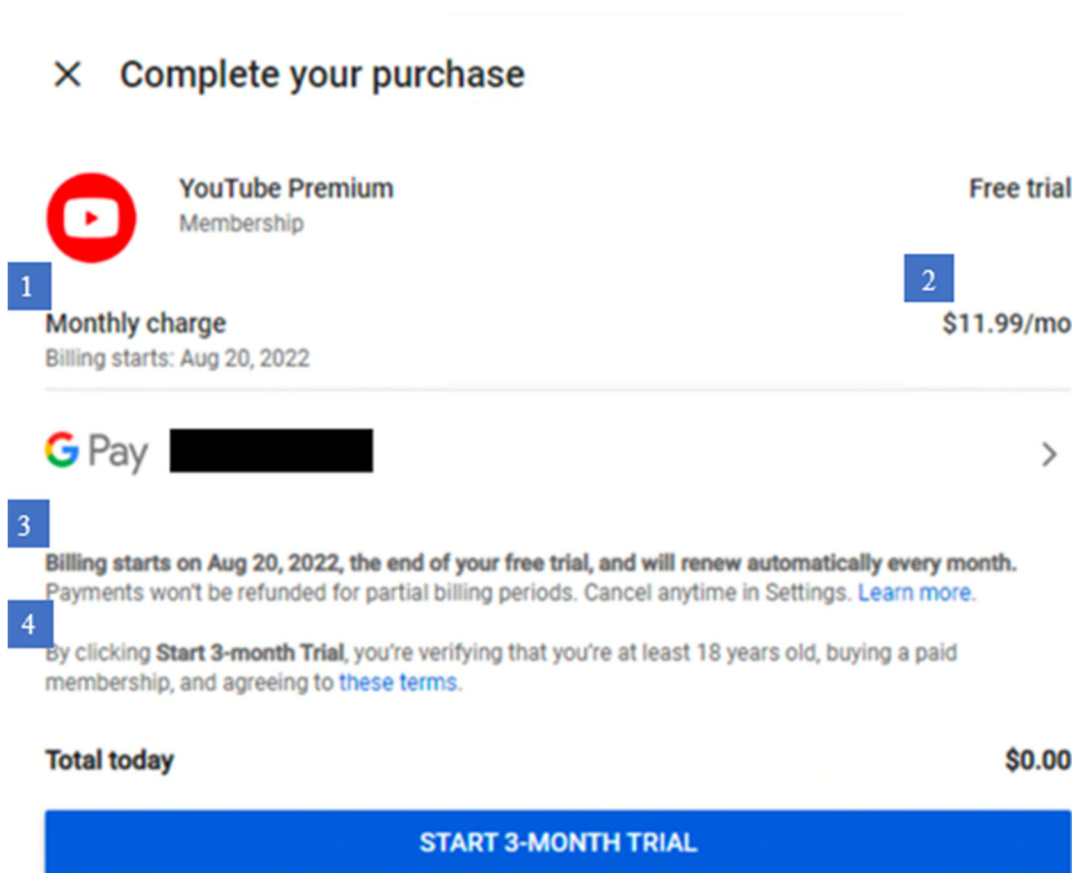 × Complete your purchase
YouTube Premium Free trial
Membership
1 2
Monthly charge $11.99/mo
Billing starts: Aug 20, 2022
G Pay
3
Billing starts on Aug 20, 2022, the end of your free trial, and will renew automatically every month.
Payments won't be refunded for partial billing periods. Cancel anytime in Settings. Learn more.
4
By clicking Start 3-month Trial, you're verifying that you're at least 18 years old, buying a paid
membership, and agreeing to these terms.
Total today $0.00
START 3-MONTH TRIAL